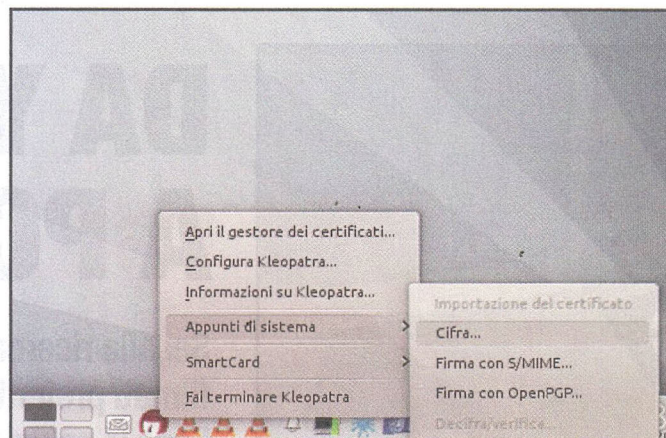 Apri il gestore dei certificati...
Configura Kleopatra...
Informazioni su Kleopatra...
Appunti di sistema
SmartCard
Fai terminare Kleopatra
Importazione del certificato
Cifra...
Firma con S/MIME...
Firma con OpenPGP...
Decifra/verifica...